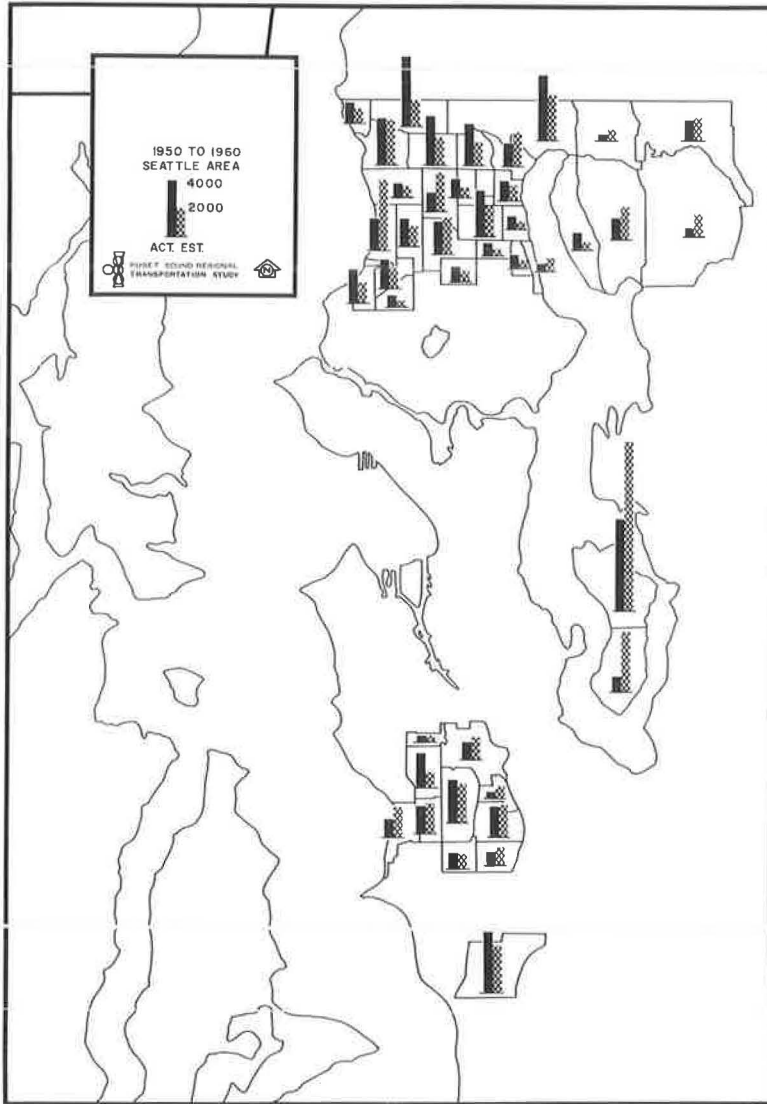 1950 TO 1960
SEATTLE AREA
4000
2000
ACT. EST.
PUGET SOUND REGIONAL
TRANSPORTATION STUDY
N